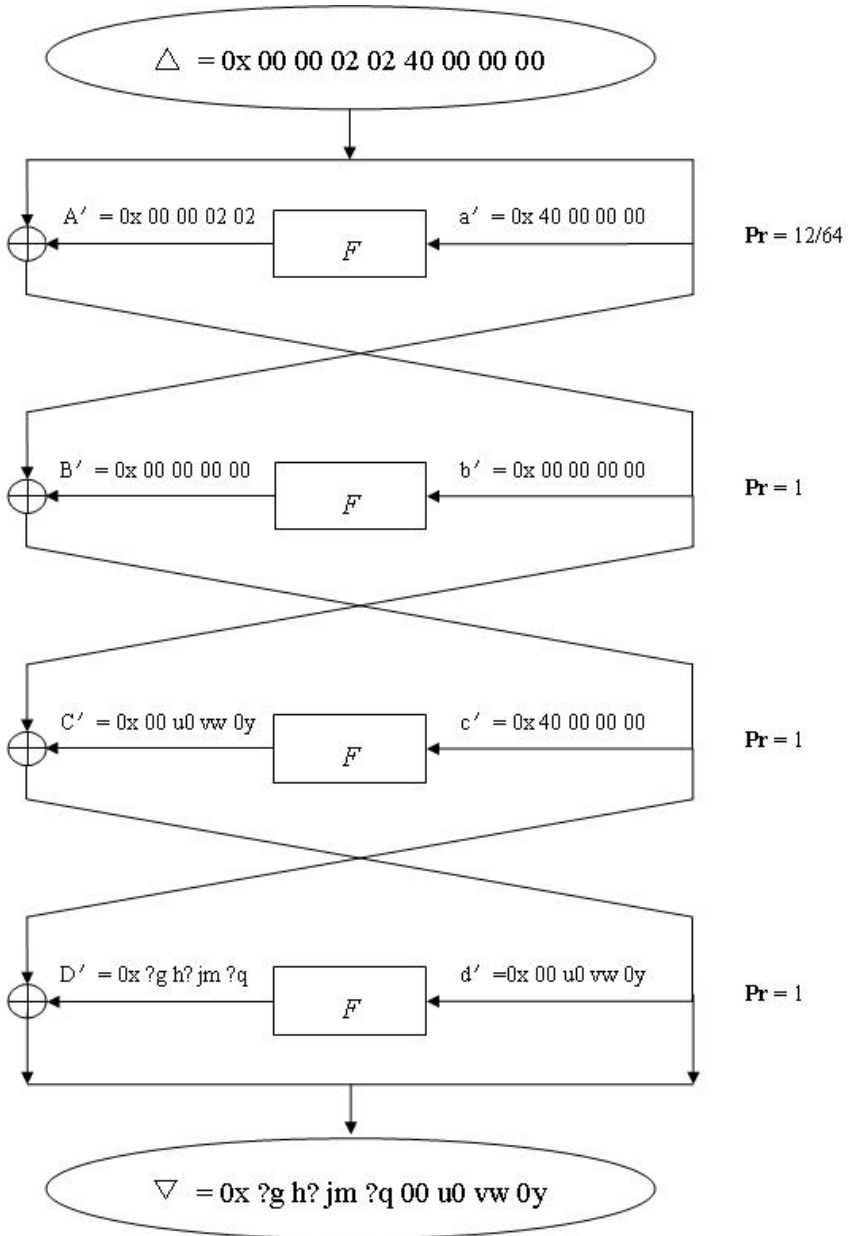 △ = 0x 00 00 02 02 40 00 00 00
A′ = 0x 00 00 02 02
F
a′ = 0x 40 00 00 00
Pr = 12/64
B′ = 0x 00 00 00 00
F
b′ = 0x 00 00 00 00
Pr = 1
C′ = 0x 00 u0 vw 0y
F
c′ = 0x 40 00 00 00
Pr = 1
D′ = 0x ?g h? jm ?q
F
d′ =0x 00 u0 vw 0y
Pr = 1
▽ = 0x ?g h? jm ?q 00 u0 vw 0y